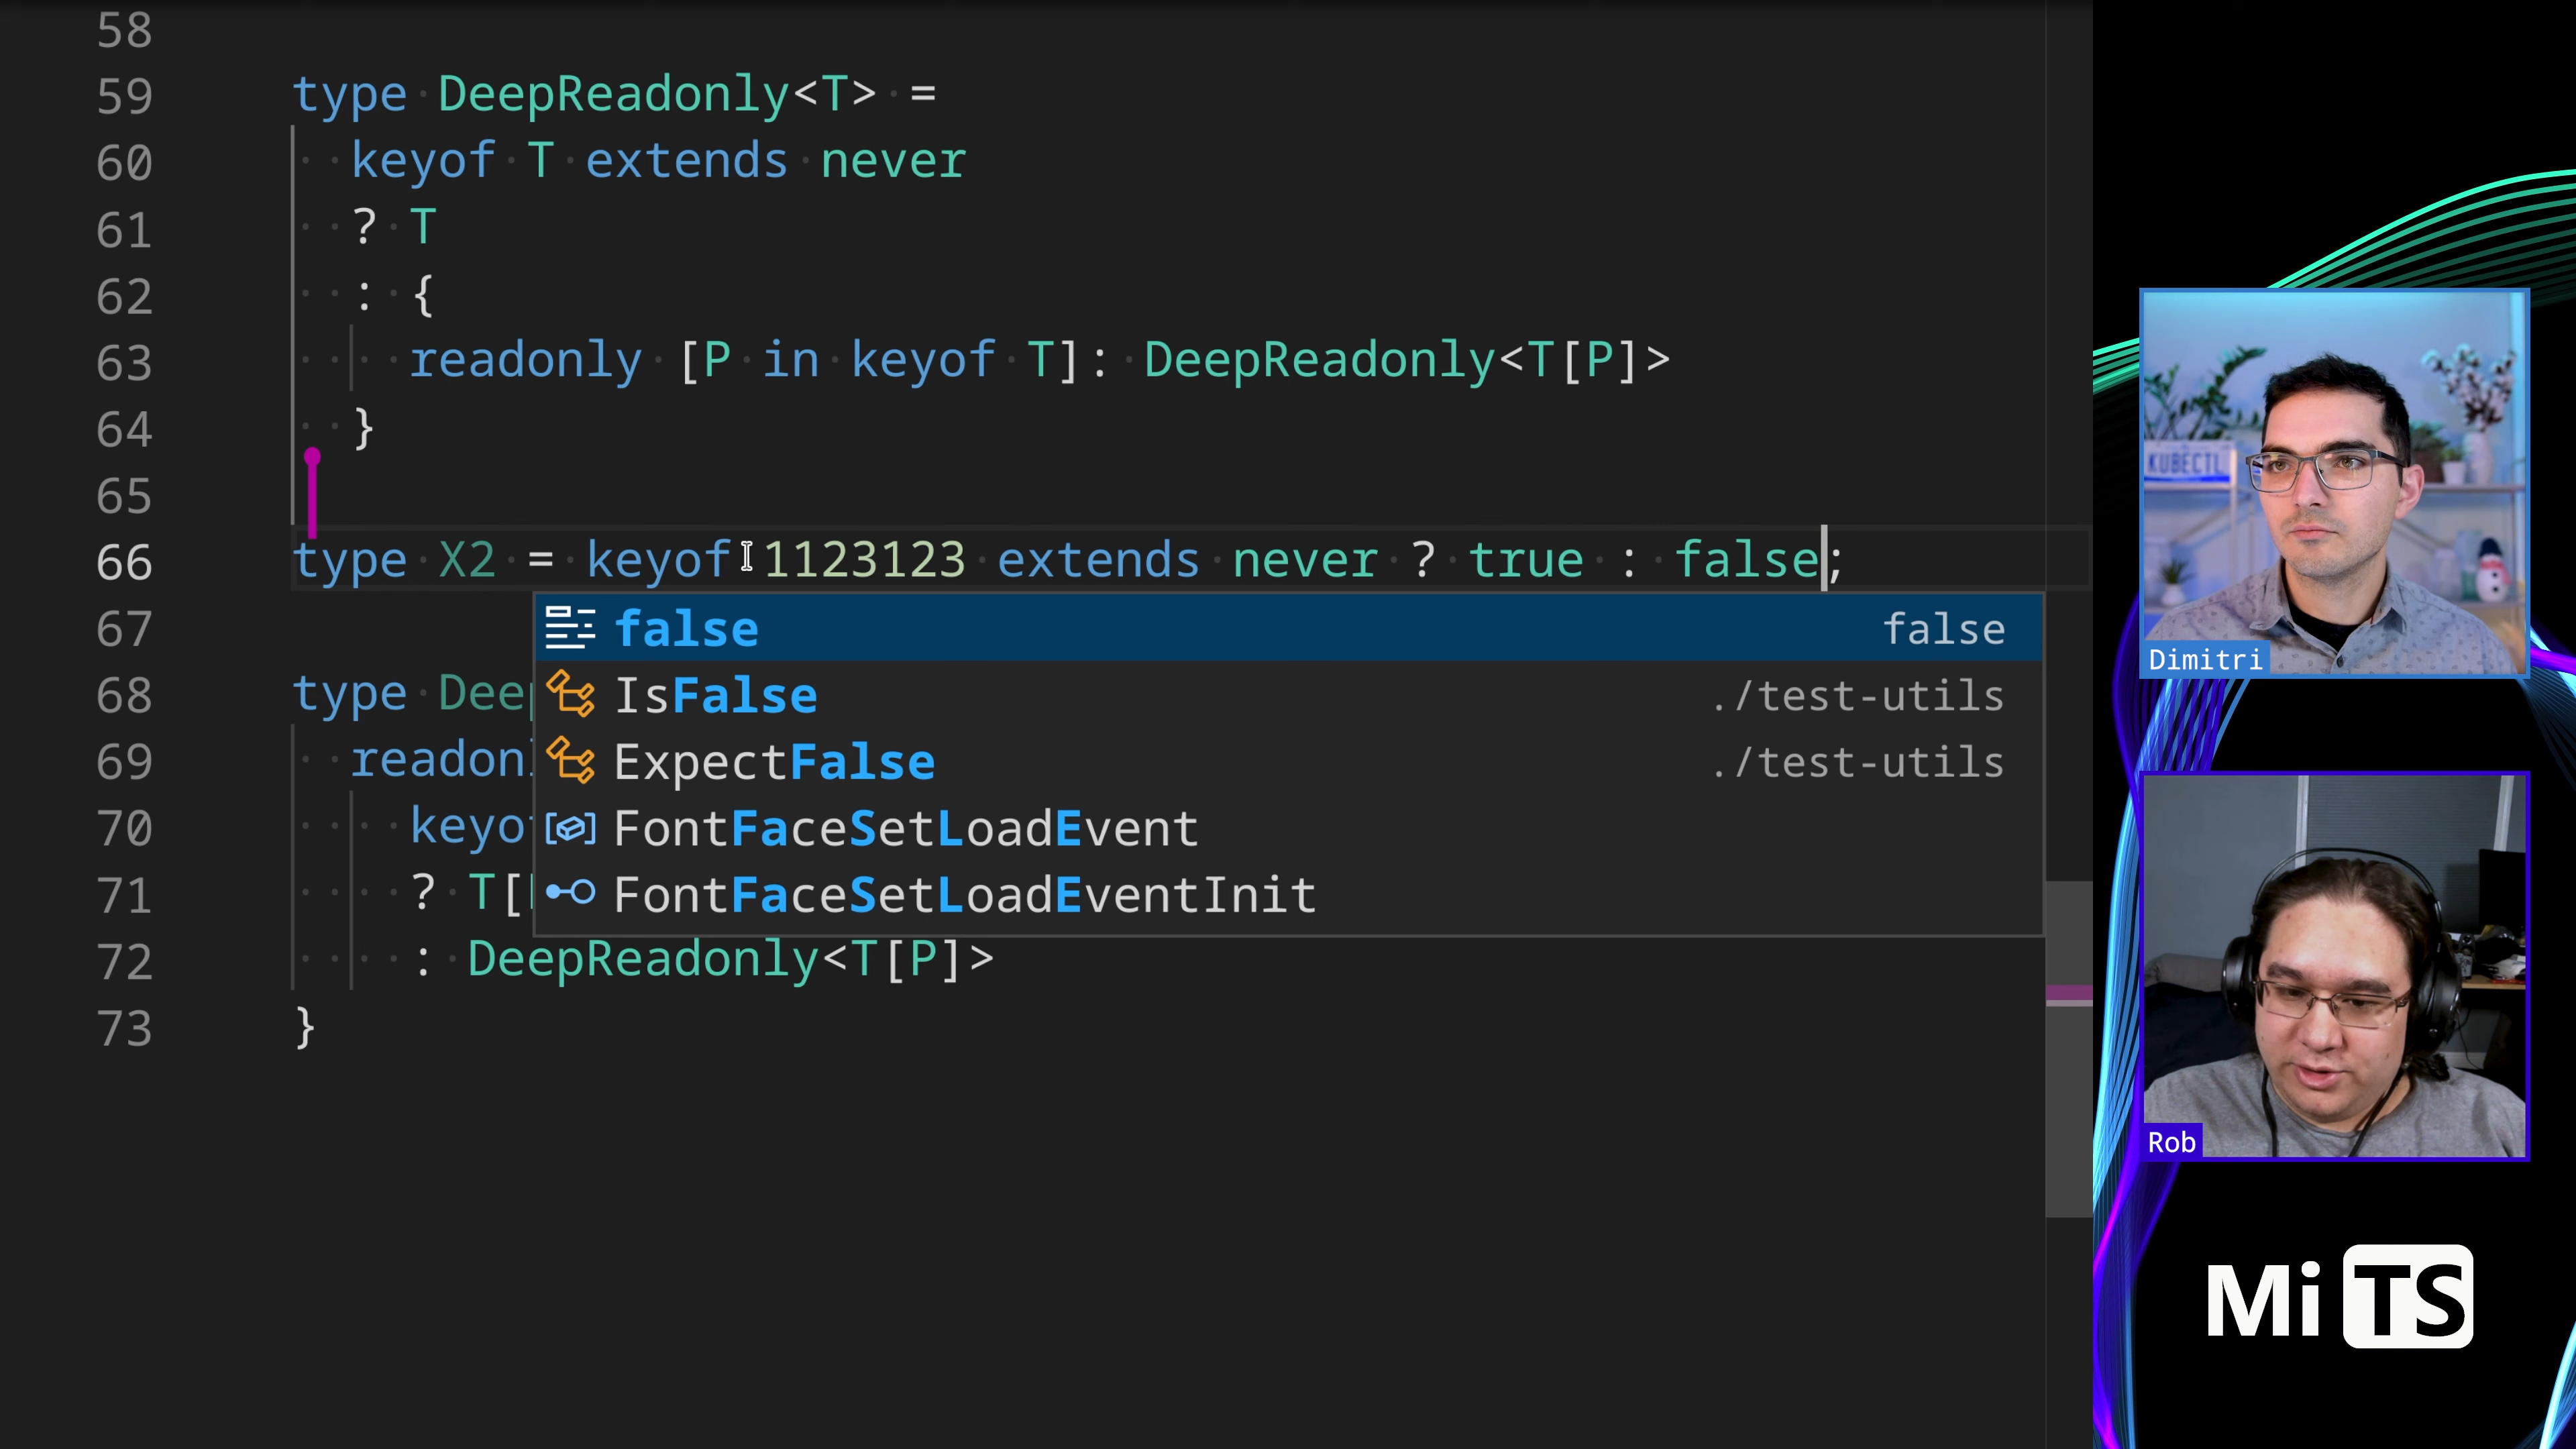 58
59 type DeepReadonly<T> =
60 keyof T extends never
61 ? T
62 : {
63 readonly [P in keyof T]: DeepReadonly<T[P]>
64 }
65
66 type X2 = keyof 1123123 extends never ? true : false;
67
false false
68 type Dee
IsFalse ./test-utils
69 readon
ExpectFalse ./test-utils
70 keyo
FontFaceSetLoadEvent
71 ? T[
FontFaceSetLoadEventInit
72 : DeepReadonly<T[P]>
73 }
KUBECTL
Dimitri
Rob
Mi TS